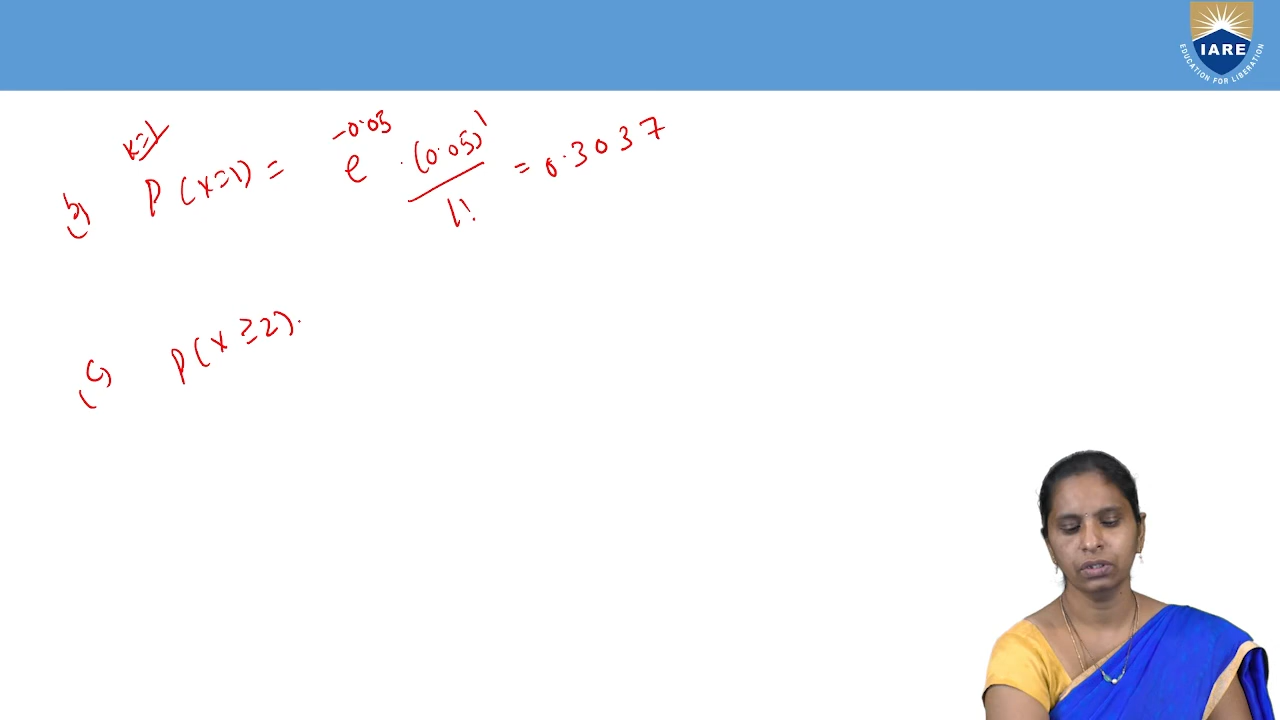 IARE
EDUCATION FOR LIBERATION
x=1
b) P(x=1) = e^{-0.05} · (0.05)^1 / 1! = 0.3037
(c) P(x ≥ 2).